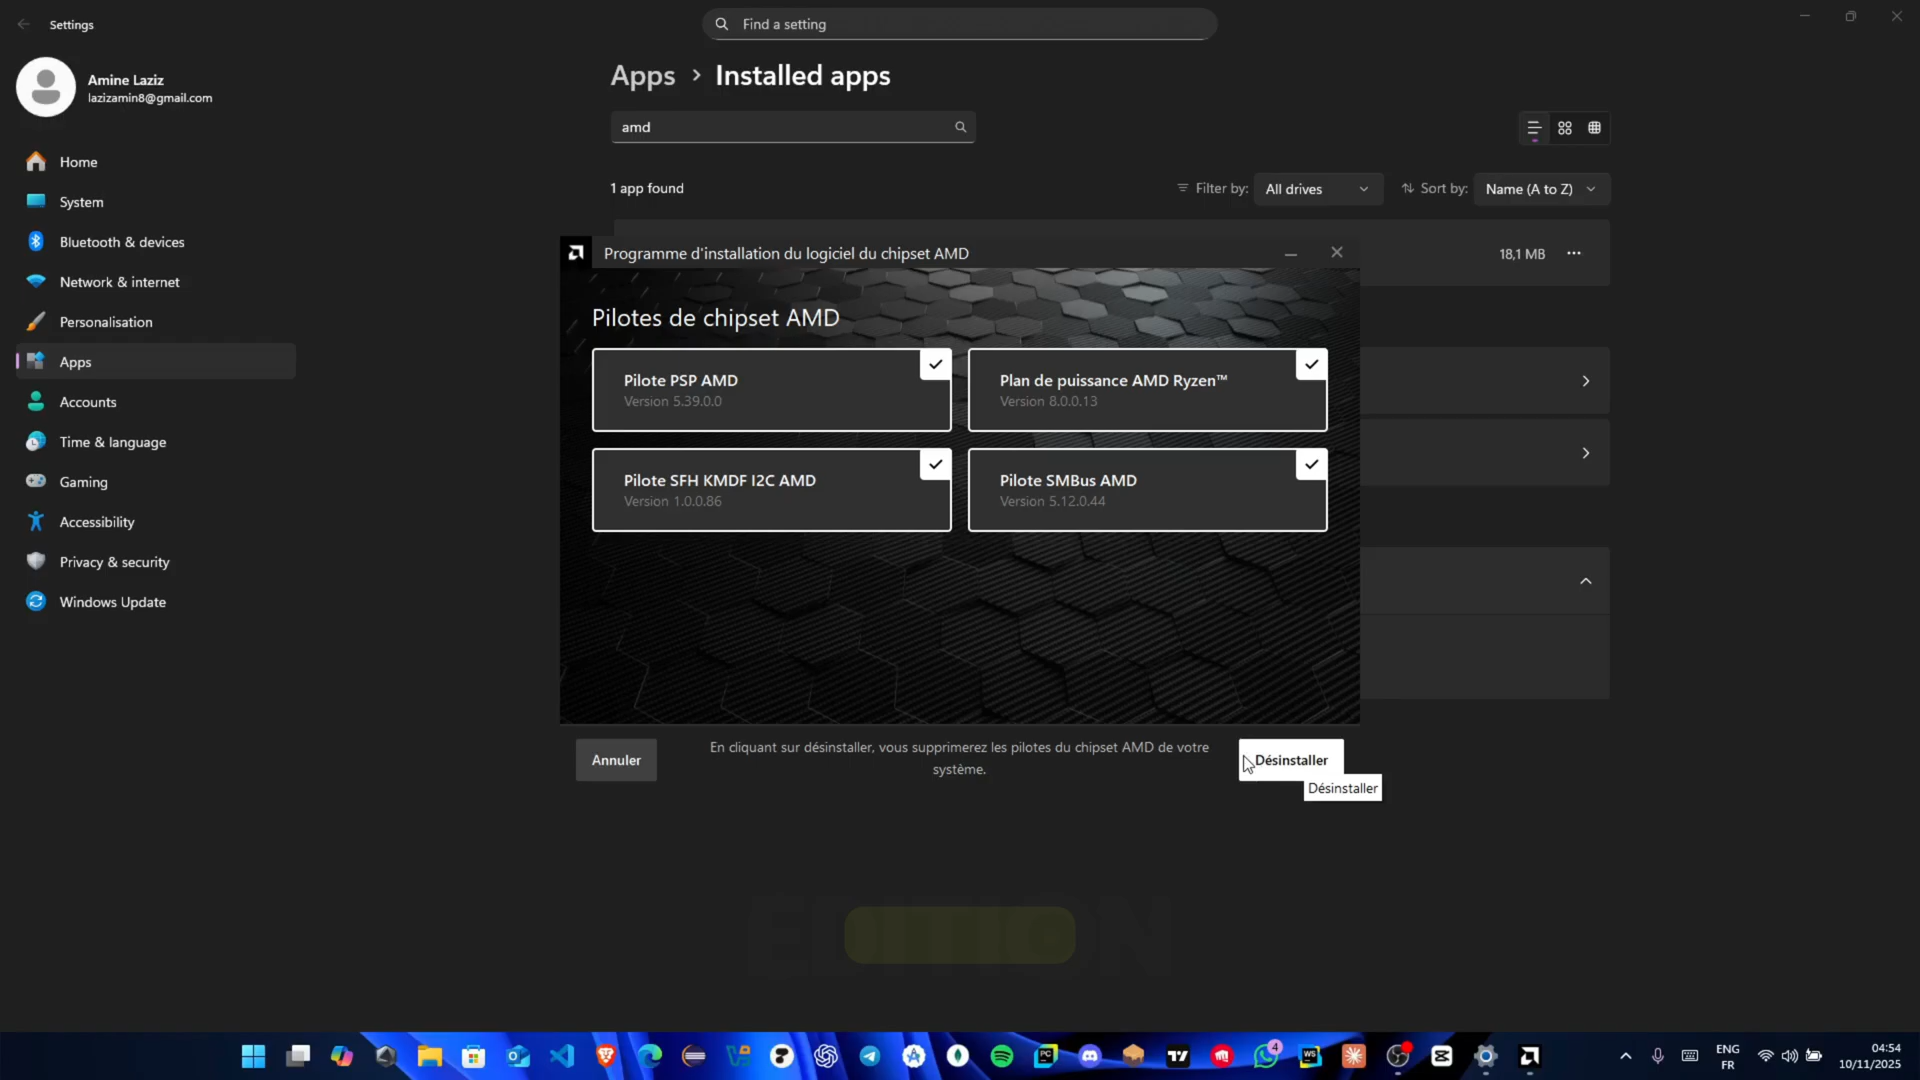 Settings
Find a setting
Amine Laziz
lazizamin8@gmail.com
Home
System
Bluetooth & devices
Network & internet
Personalisation
Apps
Accounts
Time & language
Gaming
Accessibility
Privacy & security
Windows Update
Apps > Installed apps
amd
1 app found
Filter by: All drives
Sort by: Name (A to Z)
18,1 MB
Programme d'installation du logiciel du chipset AMD
Pilotes de chipset AMD
Pilote PSP AMD
Version 5.39.0.0
Plan de puissance AMD Ryzen™
Version 8.0.0.13
Pilote SFH KMDF I2C AMD
Version 1.0.0.86
Pilote SMBus AMD
Version 5.12.0.44
Annuler
En cliquant sur désinstaller, vous supprimerez les pilotes du chipset AMD de votre
système.
Désinstaller
Désinstaller
EDITION
4
ENG
FR
04:54
10/11/2025